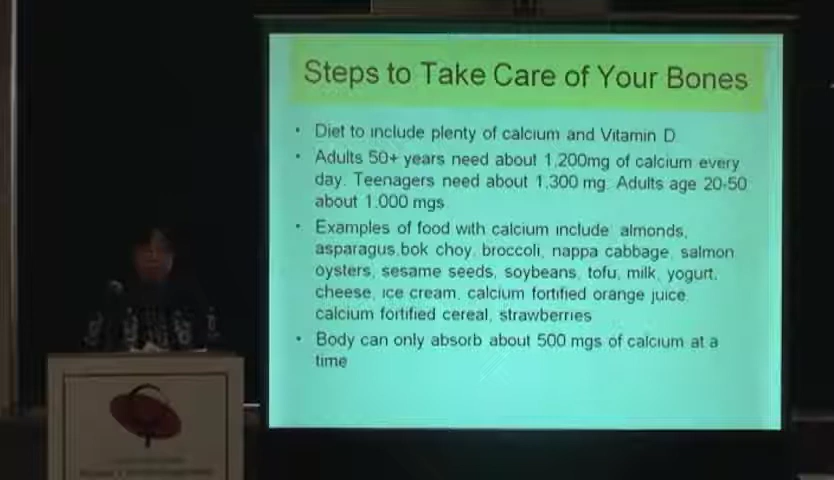 Steps to Take Care of Your Bones
• Diet to include plenty of calcium and Vitamin D
• Adults 50+ years need about 1,200mg of calcium every
day. Teenagers need about 1,300 mg. Adults age 20-50
about 1,000 mgs
• Examples of food with calcium include: almonds,
asparagus,bok choy, broccoli, nappa cabbage, salmon
oysters, sesame seeds, soybeans, tofu, milk, yogurt,
cheese, ice cream, calcium fortified orange juice,
calcium fortified cereal, strawberries
• Body can only absorb about 500 mgs of calcium at a
time